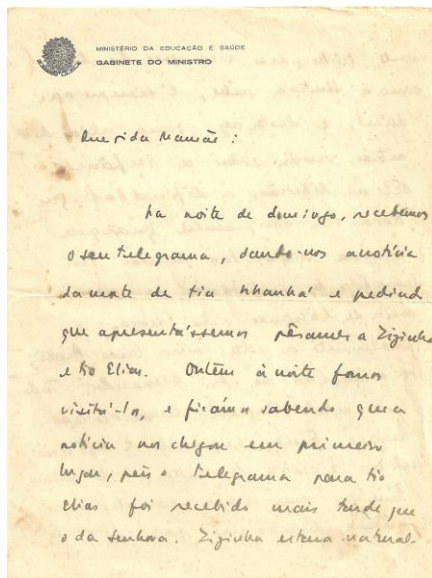 MINISTÉRIO DA EDUCAÇÃO E SAÚDE
GABINETE DO MINISTRO
Querida Mamãe:
Na noite de domingo, recebemos
o seu telegrama, dando-nos a notícia
da morte de tia Nhanhá e pedindo
que apresentássemos pêsames a Zizinha
e tio Elias. Ontem à noite fomos
visitá-los, e ficamos sabendo que a
notícia nos chegou em primeiro
lugar, pois o telegrama para tio
Elias foi recebido mais tarde que
o da senhora. Zizinha estava natural-